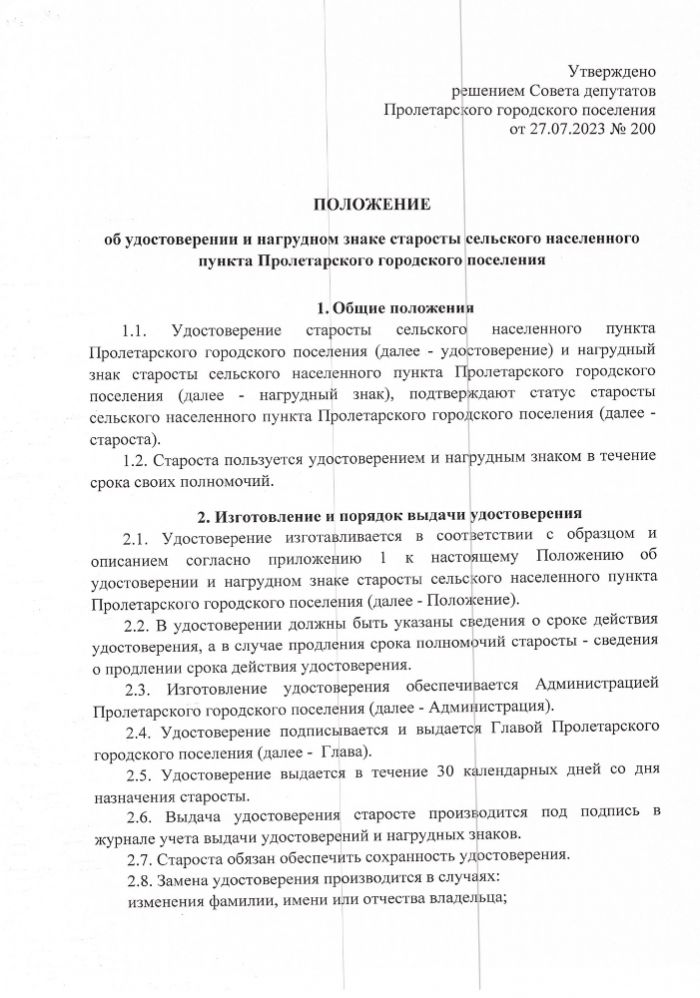 Утверждено
решением Совета депутатов
Пролетарского городского поселения
от 27.07.2023 № 200
ПОЛОЖЕНИЕ
об удостоверении и нагрудном знаке старосты сельского населенного
пункта Пролетарского городского поселения
1. Общие положения
1.1. Удостоверение старосты сельского населенного пункта
Пролетарского городского поселения (далее - удостоверение) и нагрудный
знак старосты сельского населенного пункта Пролетарского городского
поселения (далее - нагрудный знак), подтверждают статус старосты
сельского населенного пункта Пролетарского городского поселения (далее -
староста).
1.2. Староста пользуется удостоверением и нагрудным знаком в течение
срока своих полномочий.
2. Изготовление и порядок выдачи удостоверения
2.1. Удостоверение изготавливается в соответствии с образцом и
описанием согласно приложению 1 к настоящему Положению об
удостоверении и нагрудном знаке старосты сельского населенного пункта
Пролетарского городского поселения (далее - Положение).
2.2. В удостоверении должны быть указаны сведения о сроке действия
удостоверения, а в случае продления срока полномочий старосты - сведения
о продлении срока действия удостоверения.
2.3. Изготовление удостоверения обеспечивается Администрацией
Пролетарского городского поселения (далее - Администрация).
2.4. Удостоверение подписывается и выдается Главой Пролетарского
городского поселения (далее - Глава).
2.5. Удостоверение выдается в течение 30 календарных дней со дня
назначения старосты.
2.6. Выдача удостоверения старосте производится под подпись в
журнале учета выдачи удостоверений и нагрудных знаков.
2.7. Староста обязан обеспечить сохранность удостоверения.
2.8. Замена удостоверения производится в случаях:
изменения фамилии, имени или отчества владельца;